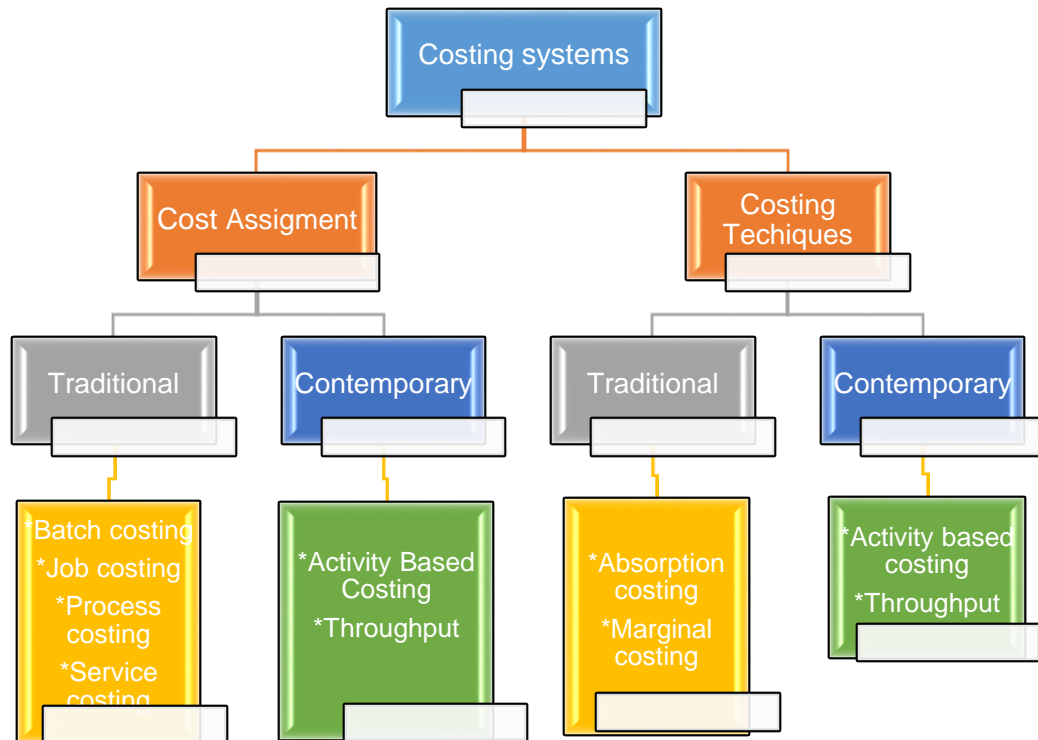 Costing systems
Cost Assigment
Costing
Techiques
Traditional
Contemporary
Traditional
Contemporary
*Batch costing
*Job costing
*Process
costing
*Service
costing
*Activity Based
Costing
*Throughput
*Absorption
costing
*Marginal
costing
*Activity based
costing
*Throughput